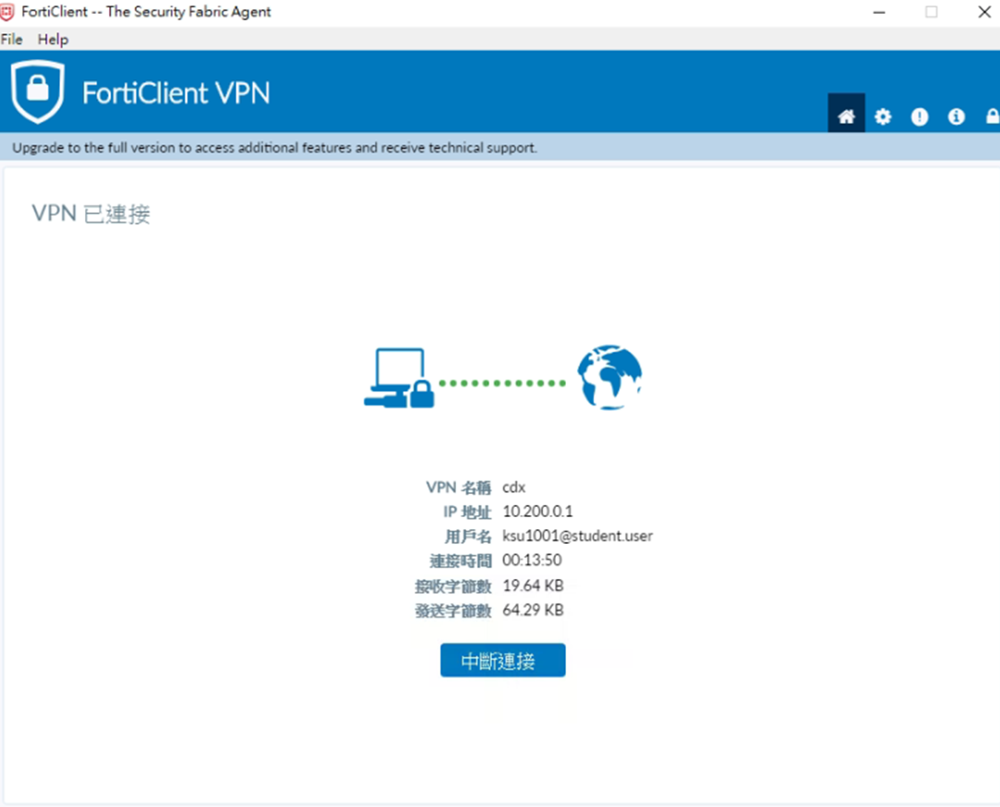 FortiClient -- The Security Fabric Agent
File Help
FortiClient VPN
Upgrade to the full version to access additional features and receive technical support.
VPN 已連接
VPN 名稱 cdx
IP 地址 10.200.0.1
用戶名 ksu1001@student.user
連接時間 00:13:50
接收字節數 19.64 KB
發送字節數 64.29 KB
中斷連接